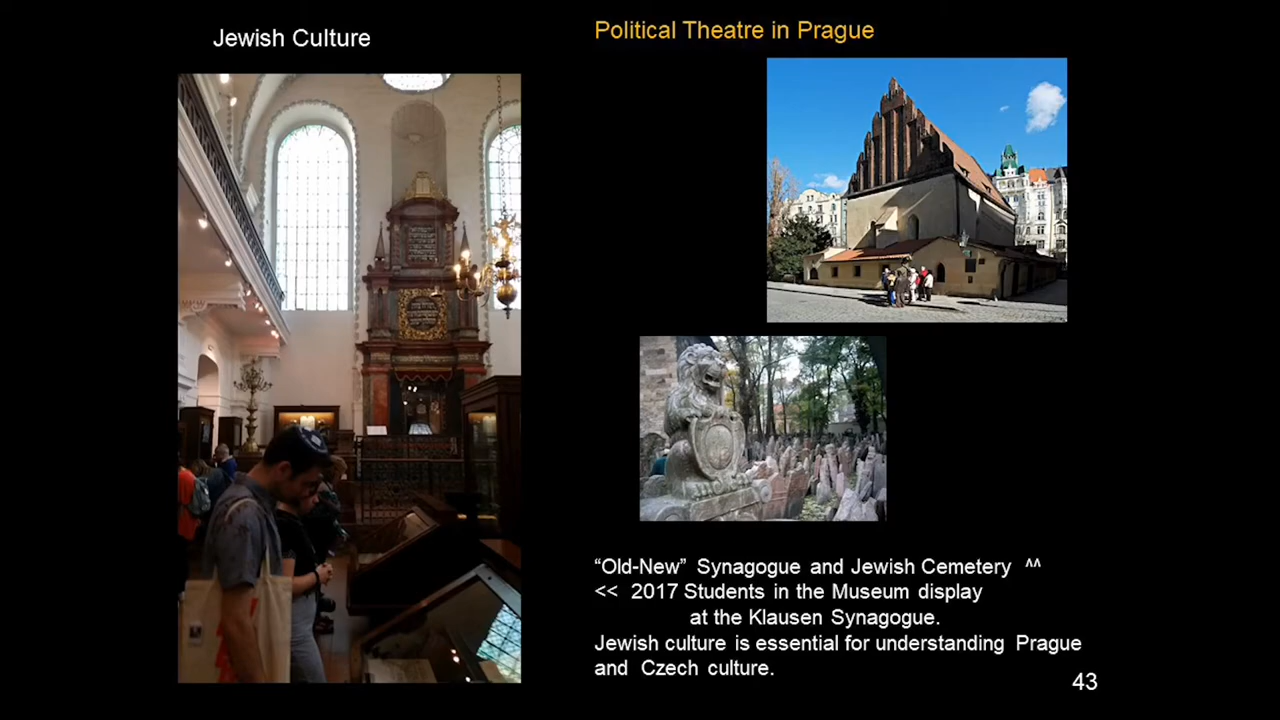 Jewish Culture
Political Theatre in Prague
“Old-New” Synagogue and Jewish Cemetery ^^
<< 2017 Students in the Museum display
at the Klausen Synagogue.
Jewish culture is essential for understanding Prague
and Czech culture.
43